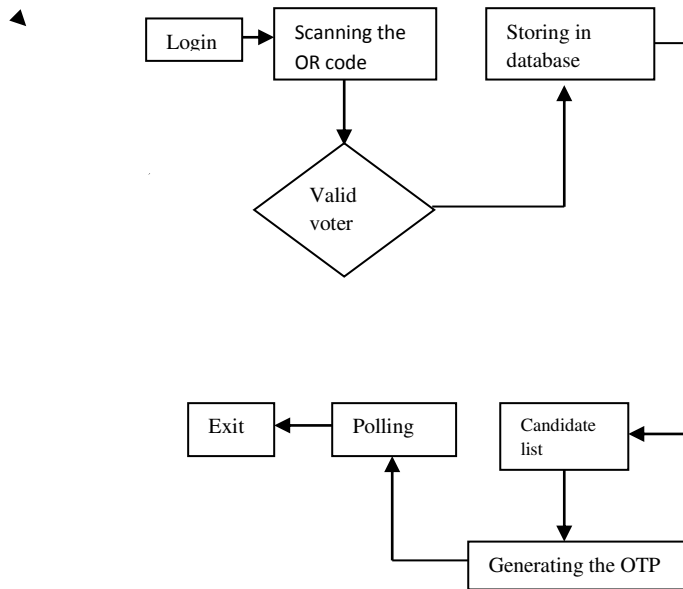 Login
Scanning the
OR code
Storing in
database
Valid
voter
Exit
Polling
Candidate
list
Generating the OTP